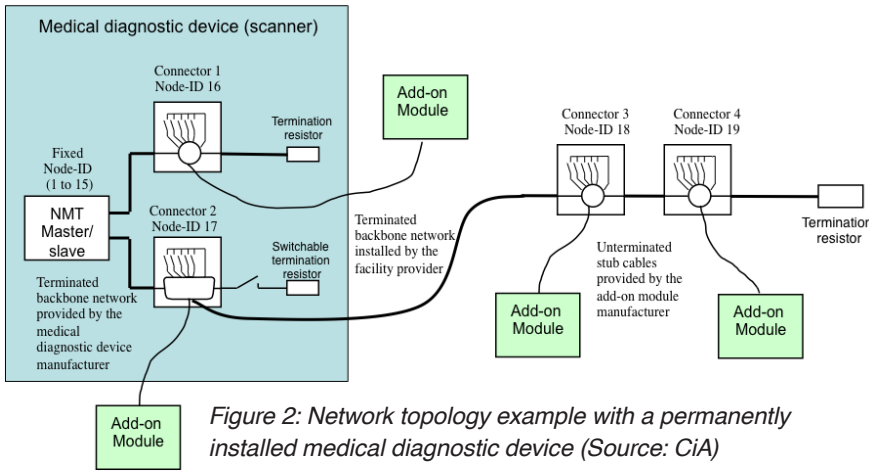 Medical diagnostic device (scanner)
Connector 1
Node-ID 16
Add-on
Module
Termination
resistor
Fixed
Node-ID
(1 to 15)
NMT
Master/
slave
Connector 2
Node-ID 17
Switchable
termination
resistor
Terminated
backbone network
provided by the
medical
diagnostic device
manufacturer
Terminated
backbone network
installed by the
facility provider
Connector 3
Node-ID 18
Connector 4
Node-ID 19
Termination
resistor
Unterminated
stub cables
provided by the
add-on module
manufacturer
Add-on
Module
Add-on
Module
Add-on
Module
Figure 2: Network topology example with a permanently
installed medical diagnostic device (Source: CiA)